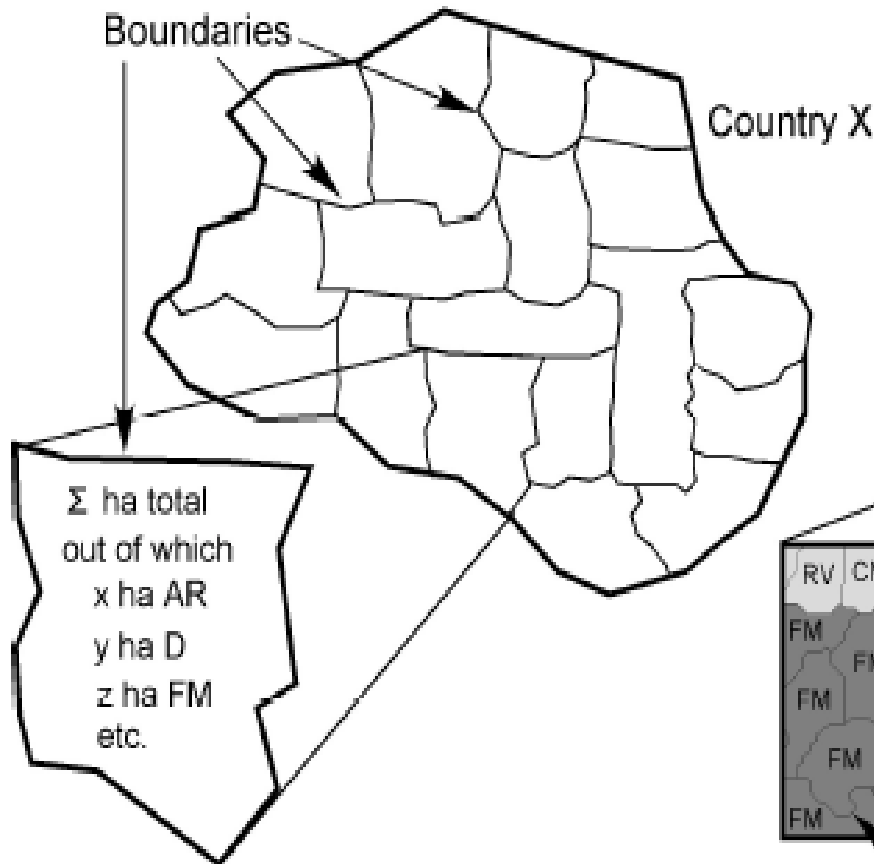 Boundaries
Country X
Σ ha total
out of which
x ha AR
y ha D
z ha FM
etc.
RV
FM
FM
FM
FM